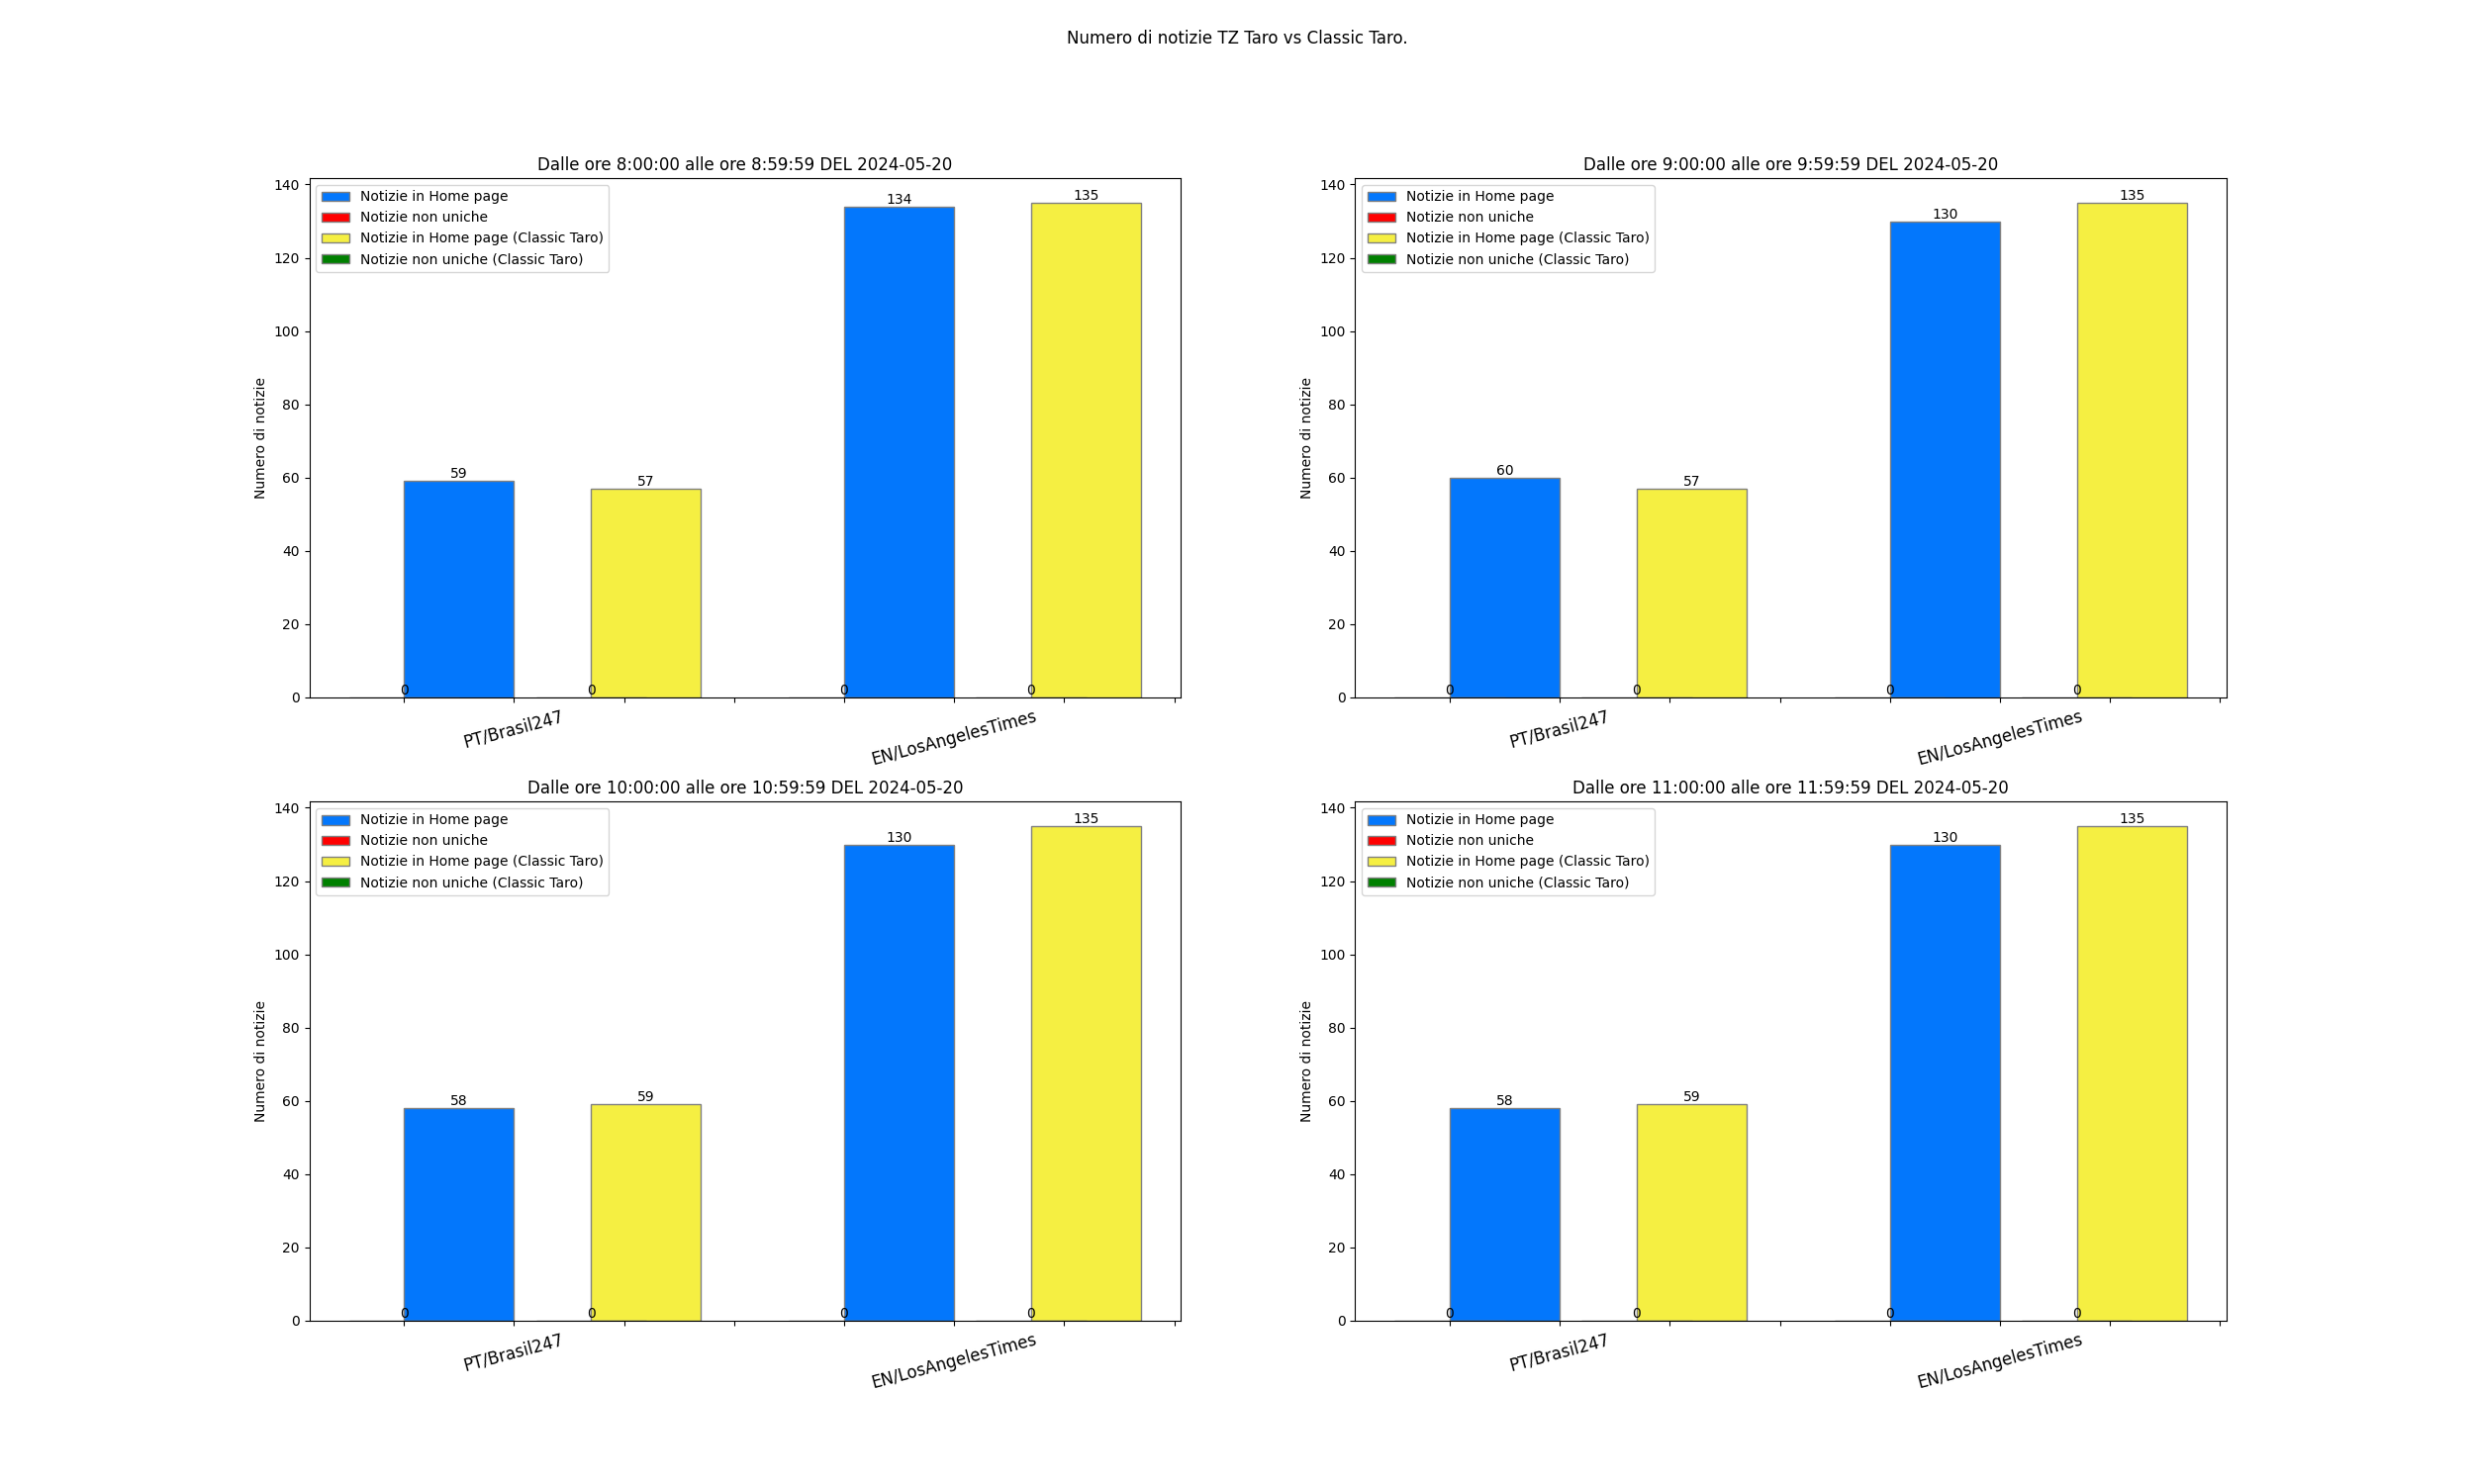 Numero di notizie TZ Taro vs Classic Taro.
Dalle ore 8:00:00 alle ore 8:59:59 DEL 2024-05-20
Numero di notizie
140
120
100
80
60
40
20
0
Notizie in Home page
Notizie non uniche
Notizie in Home page (Classic Taro)
Notizie non uniche (Classic Taro)
59
57
134
135
0
0
0
0
PT/Brasil247
EN/LosAngelesTimes
Dalle ore 9:00:00 alle ore 9:59:59 DEL 2024-05-20
Numero di notizie
140
120
100
80
60
40
20
0
Notizie in Home page
Notizie non uniche
Notizie in Home page (Classic Taro)
Notizie non uniche (Classic Taro)
60
57
130
135
0
0
0
0
PT/Brasil247
EN/LosAngelesTimes
Dalle ore 10:00:00 alle ore 10:59:59 DEL 2024-05-20
Numero di notizie
140
120
100
80
60
40
20
0
Notizie in Home page
Notizie non uniche
Notizie in Home page (Classic Taro)
Notizie non uniche (Classic Taro)
58
59
130
135
0
0
0
0
PT/Brasil247
EN/LosAngelesTimes
Dalle ore 11:00:00 alle ore 11:59:59 DEL 2024-05-20
Numero di notizie
140
120
100
80
60
40
20
0
Notizie in Home page
Notizie non uniche
Notizie in Home page (Classic Taro)
Notizie non uniche (Classic Taro)
58
59
130
135
0
0
0
0
PT/Brasil247
EN/LosAngelesTimes